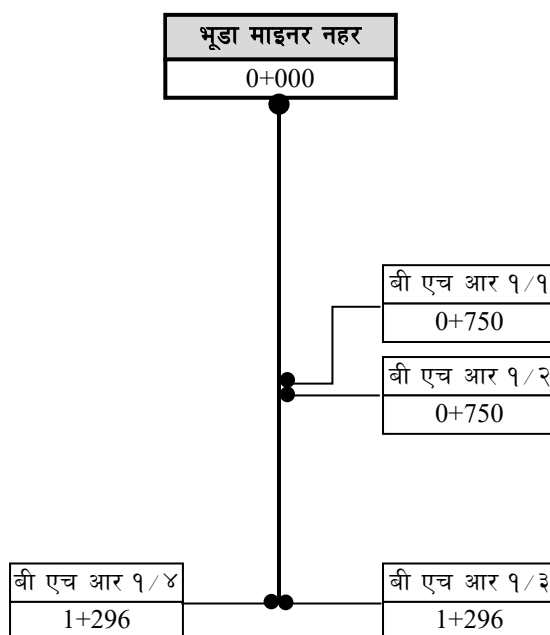 भूडा माइनर नहर
0+000
बी एच आर १/१
0+750
बी एच आर १/२
0+750
बी एच आर १/४
1+296
बी एच आर १/३
1+296